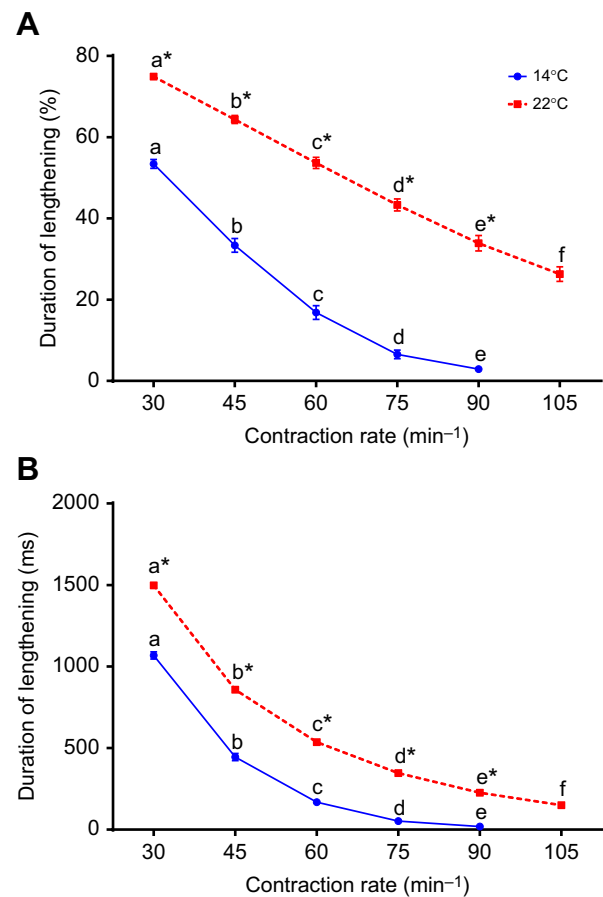 A
Duration of lengthening (%)
80
60
40
20
0
a*
b*
c*
d*
e*
f
a
b
c
d
e
14°C
22°C
30 45 60 75 90 105
Contraction rate (min–1)
B
Duration of lengthening (ms)
2000
1500
1000
500
0
a*
b*
c*
d*
e*
f
a
b
c
d
e
30 45 60 75 90 105
Contraction rate (min–1)